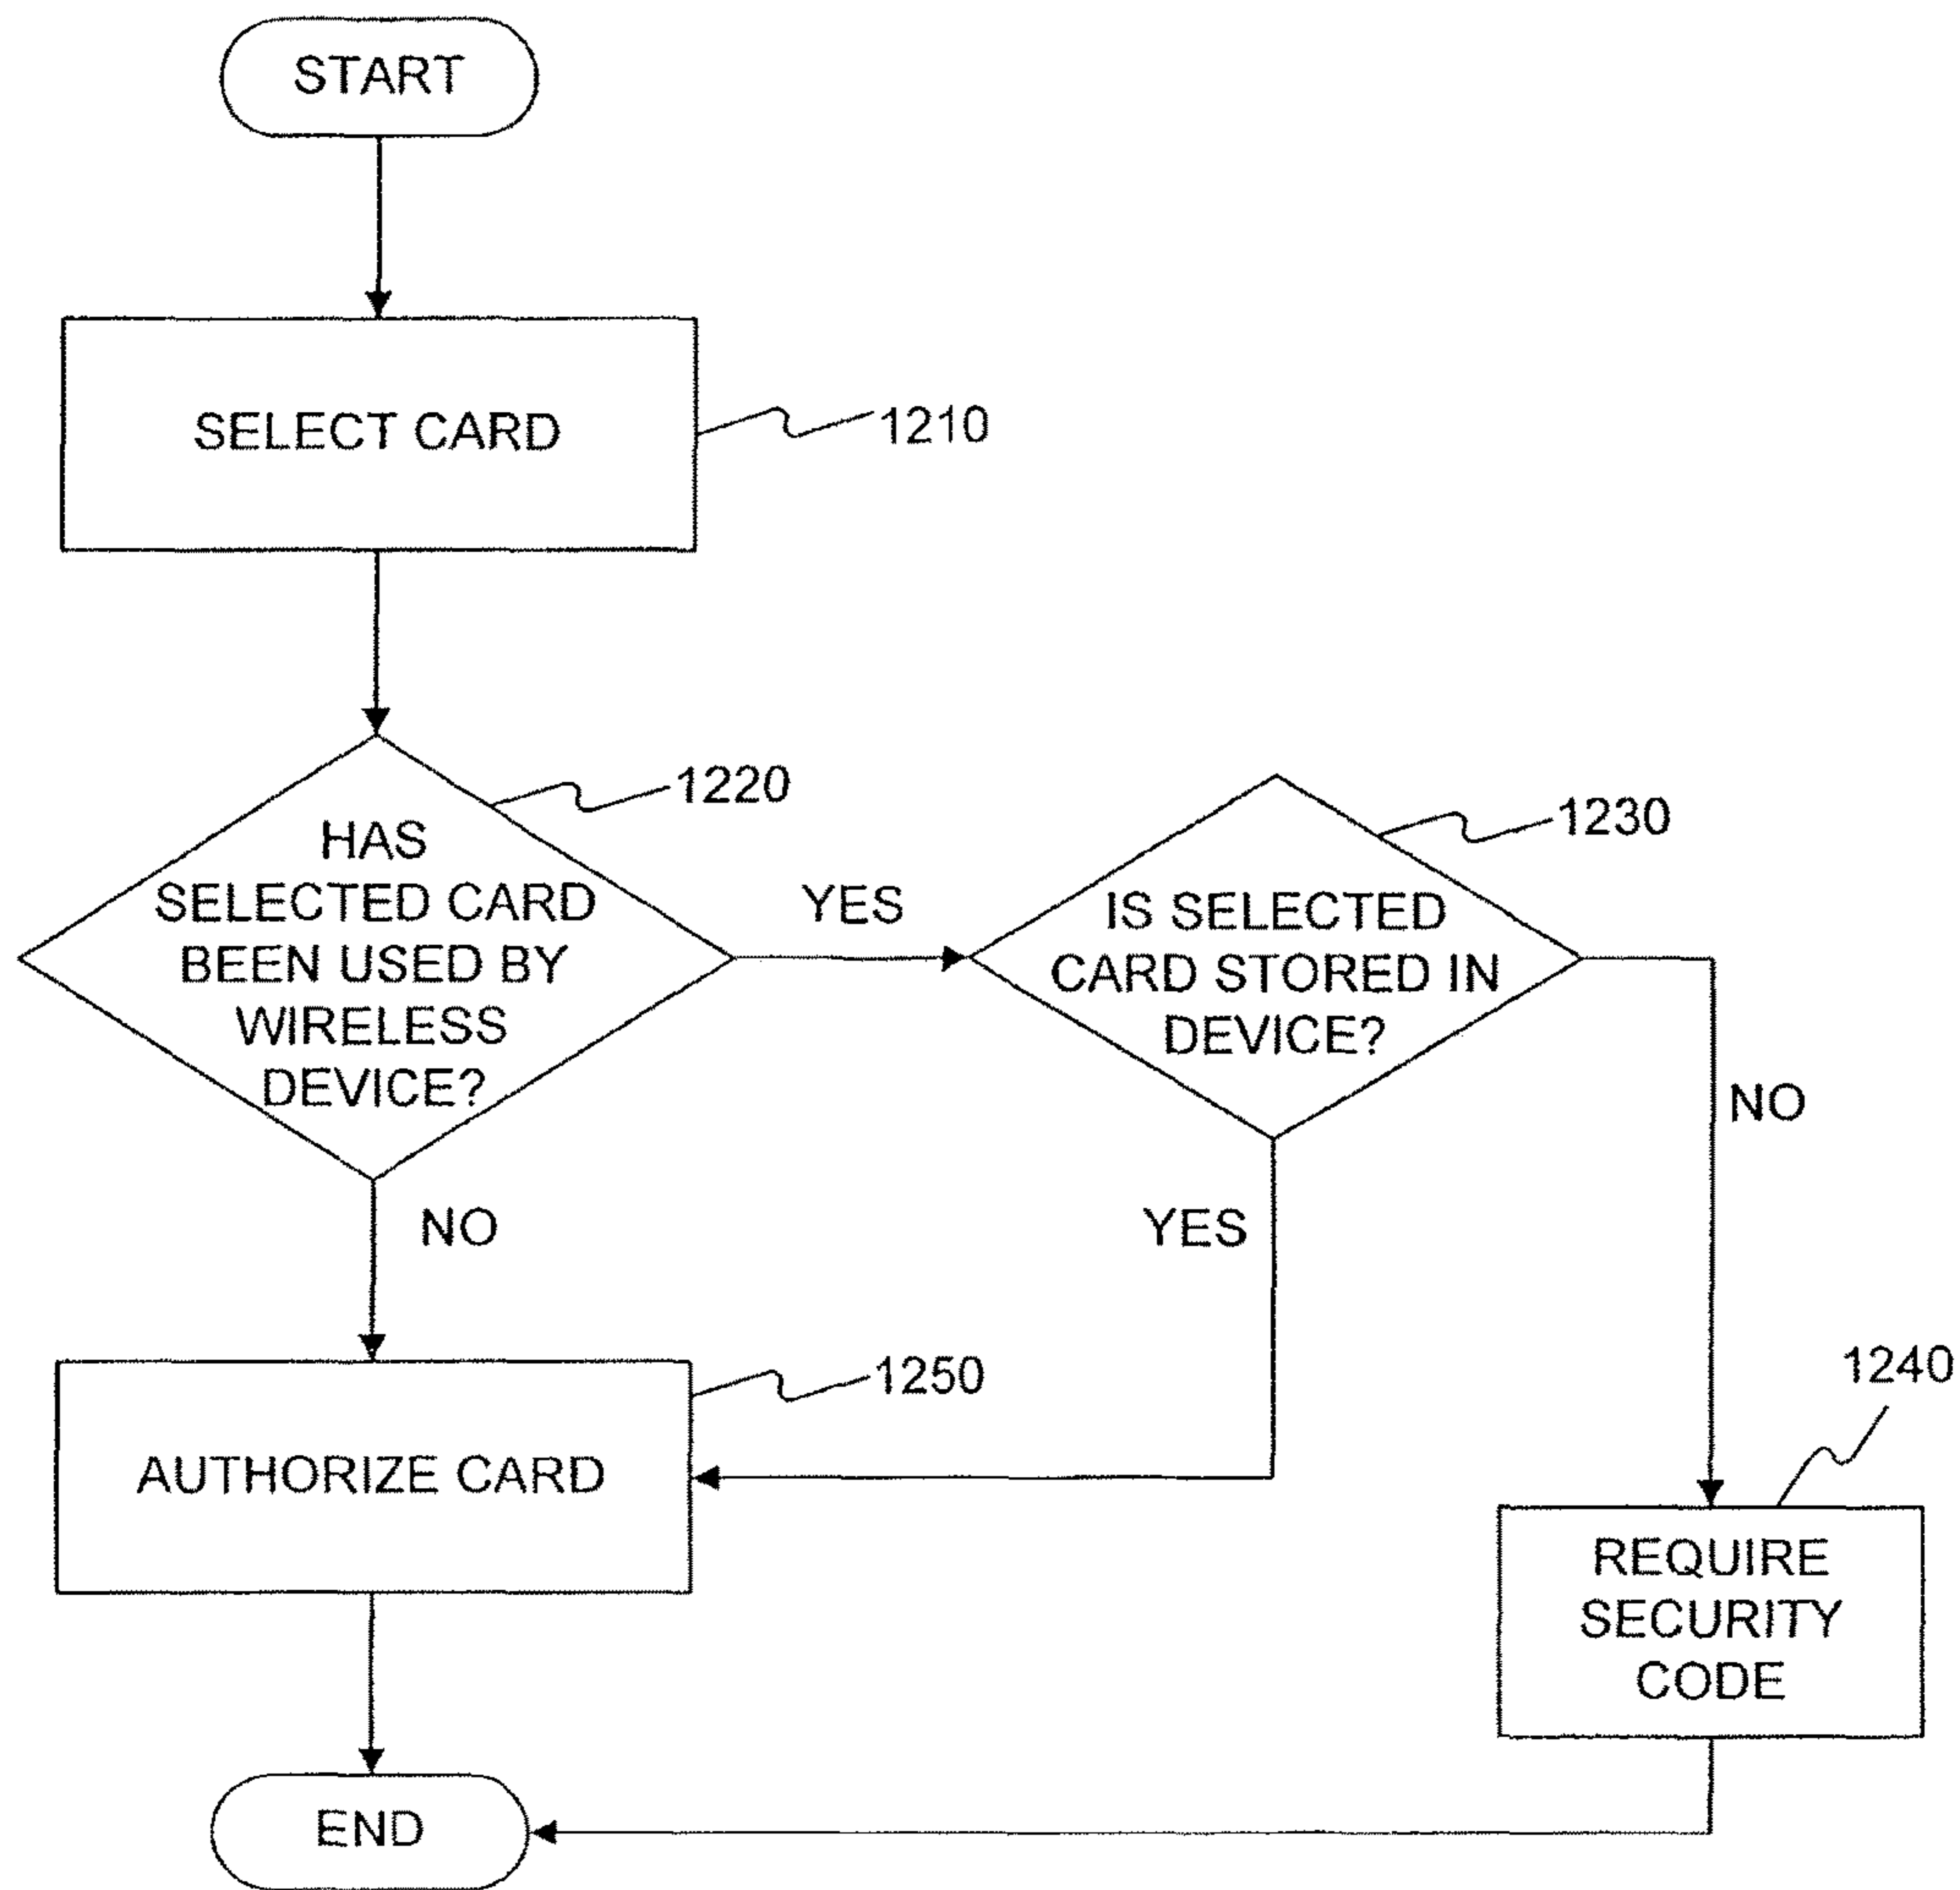 START
SELECT CARD
1210
HAS
SELECTED CARD
BEEN USED BY
WIRELESS
DEVICE?
1220
YES
IS SELECTED
CARD STORED IN
DEVICE?
1230
NO
NO
YES
AUTHORIZE CARD
1250
1240
REQUIRE
SECURITY
CODE
END